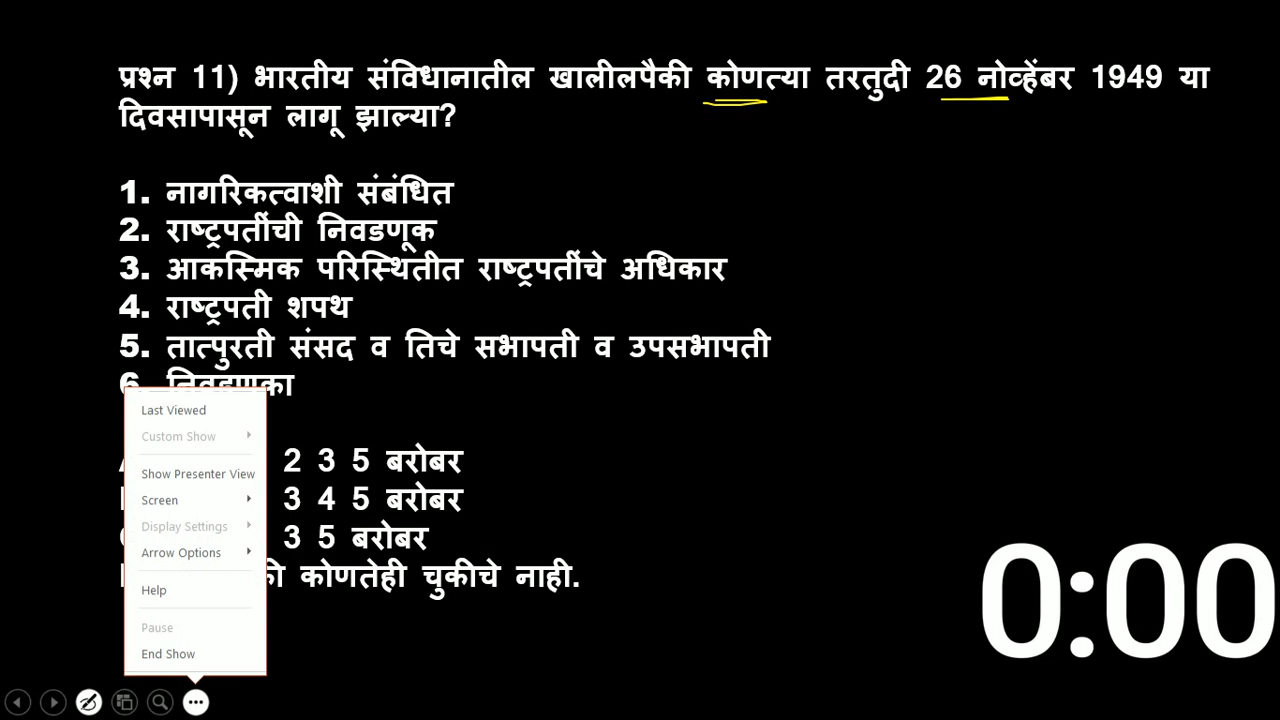 प्रश्न 11) भारतीय संविधानातील खालीलपैकी कोणत्या तरतुदी 26 नोव्हेंबर 1949 या
दिवसापासून लागू झाल्या?
1. नागरिकत्वाशी संबंधित
2. राष्ट्रपतींची निवडणूक
3. आकस्मिक परिस्थितीत राष्ट्रपतींचे अधिकार
4. राष्ट्रपती शपथ
5. तात्पुरती संसद व तिचे सभापती व उपसभापती
6. निवडणुका
Last Viewed
Custom Show
2 3 5 बरोबर
Show Presenter View
3 4 5 बरोबर
Screen
Display Settings
3 5 बरोबर
Arrow Options
कोणतेही चुकीचे नाही.
Help
Pause
End Show
0:00